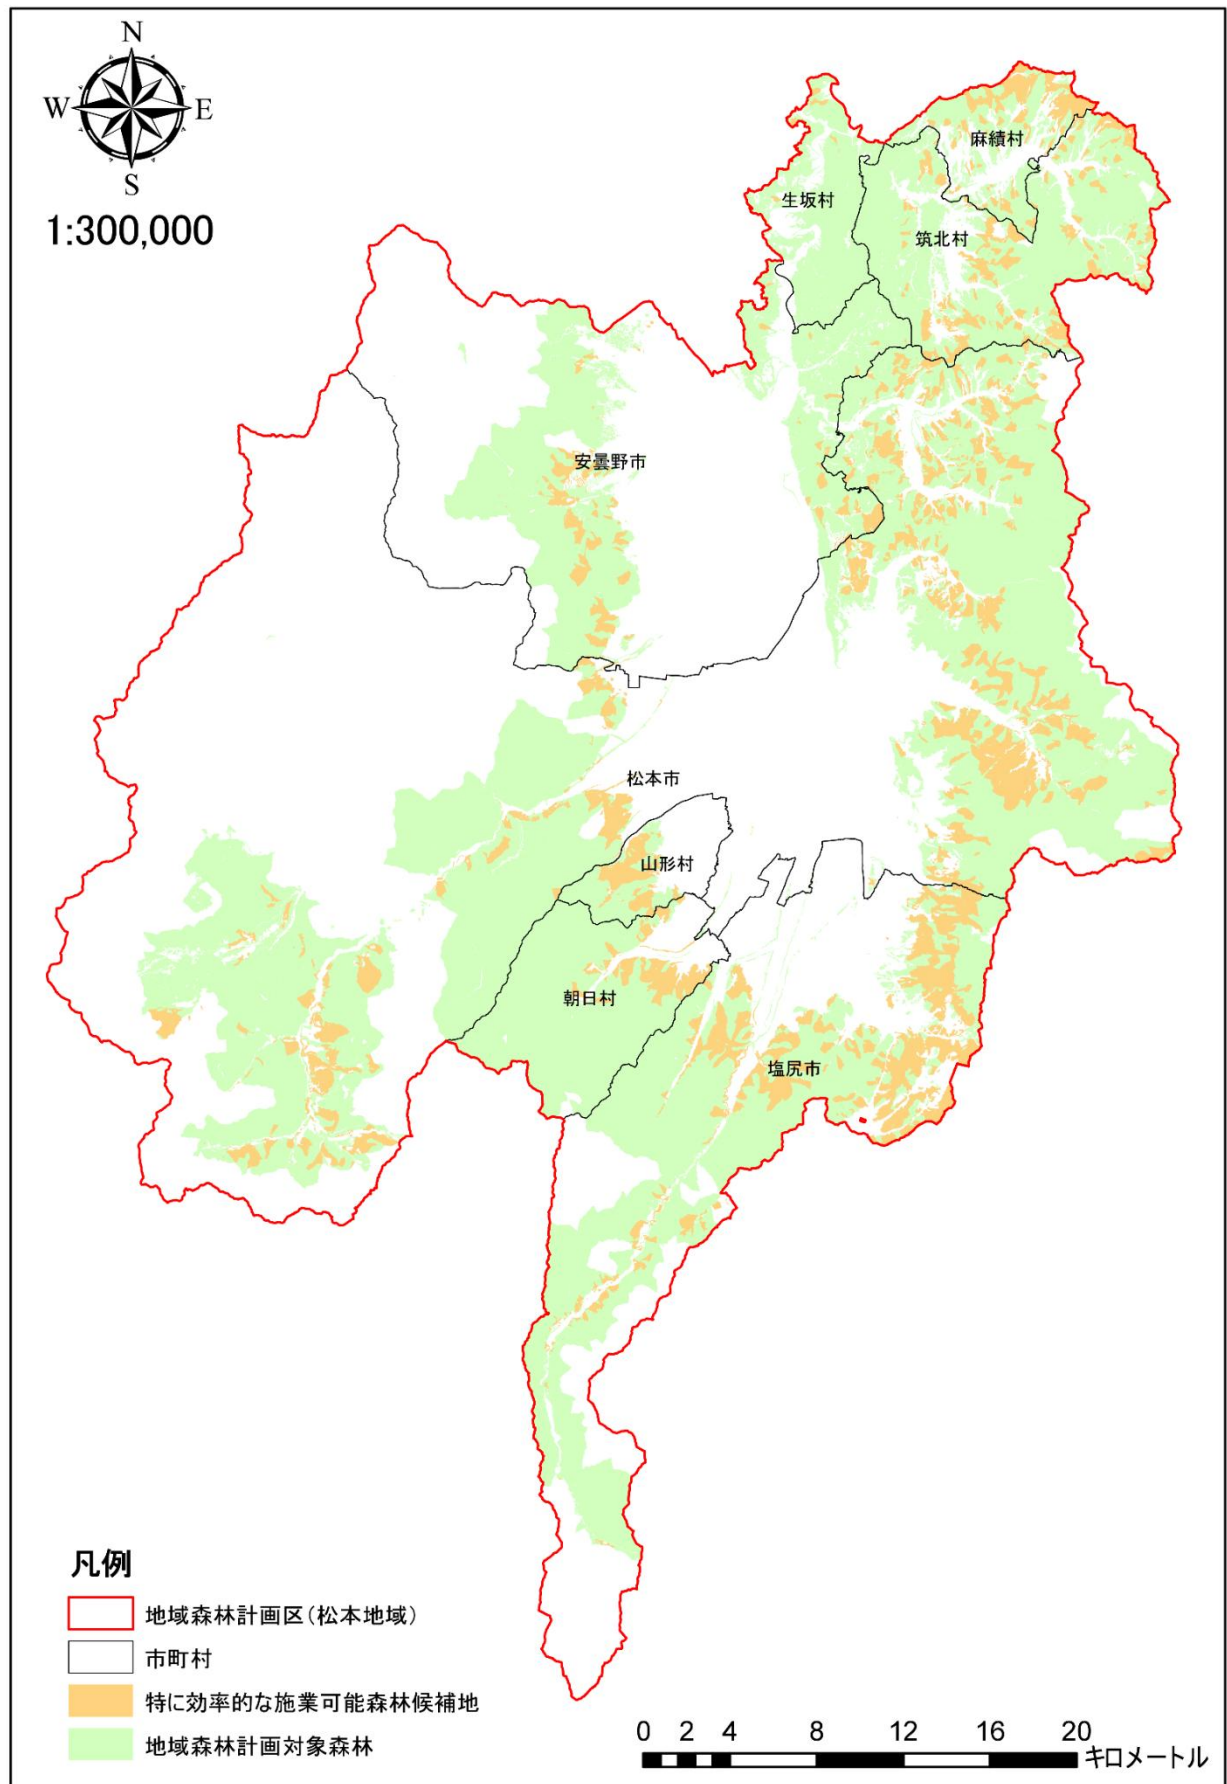 N
W E
S
1:300,000
麻績村
生坂村
筑北村
安曇野市
松本市
山形村
朝日村
塩尻市
凡例
地域森林計画区(松本地域)
市町村
特に効率的な施業可能森林候補地
地域森林計画対象森林
0 2 4 8 12 16 20
キロメートル